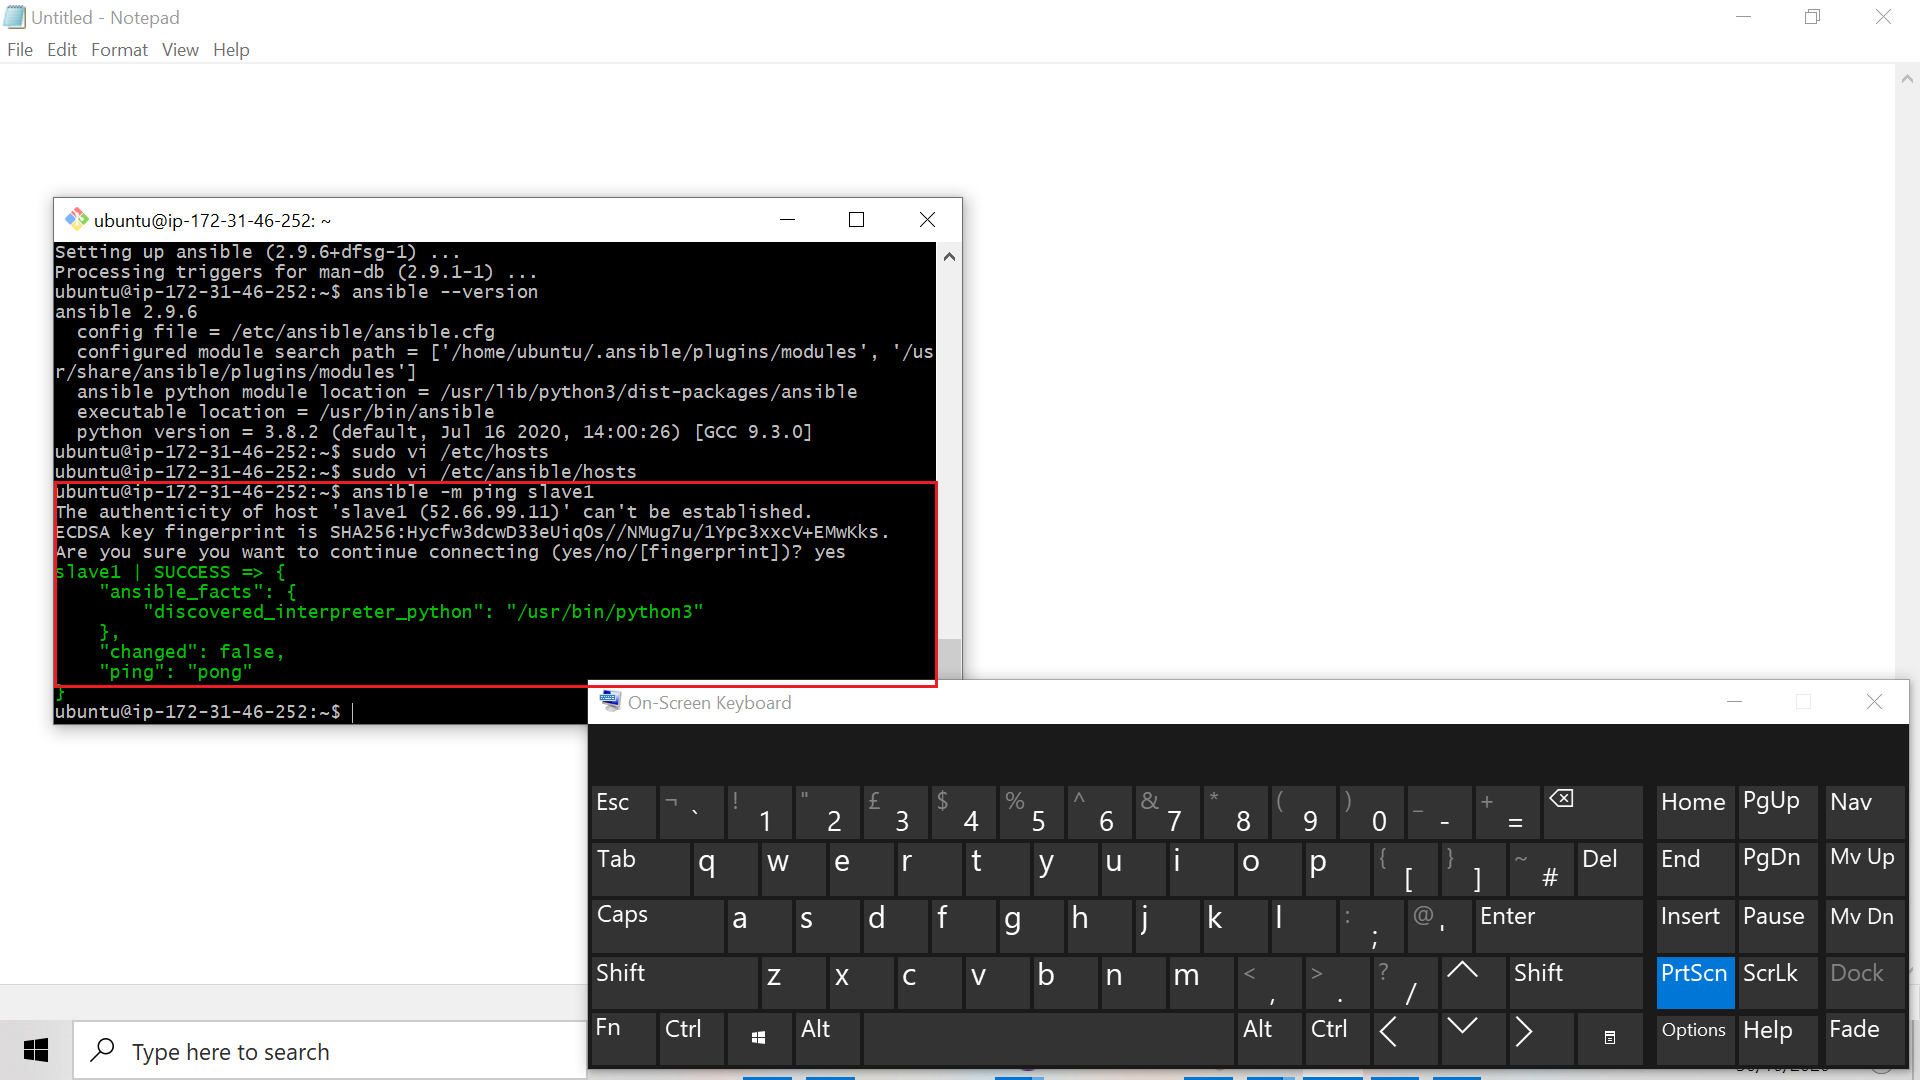 Untitled - Notepad
File Edit Format View Help
ubuntu@ip-172-31-46-252: ~
Setting up ansible (2.9.6+dfsg-1) ...
Processing triggers for man-db (2.9.1-1) ...
ubuntu@ip-172-31-46-252:~$ ansible --version
ansible 2.9.6
  config file = /etc/ansible/ansible.cfg
  configured module search path = ['/home/ubuntu/.ansible/plugins/modules', '/us
r/share/ansible/plugins/modules']
  ansible python module location = /usr/lib/python3/dist-packages/ansible
  executable location = /usr/bin/ansible
  python version = 3.8.2 (default, Jul 16 2020, 14:00:26) [GCC 9.3.0]
ubuntu@ip-172-31-46-252:~$ sudo vi /etc/hosts
ubuntu@ip-172-31-46-252:~$ sudo vi /etc/ansible/hosts
ubuntu@ip-172-31-46-252:~$ ansible -m ping slave1
The authenticity of host 'slave1 (52.66.99.11)' can't be established.
ECDSA key fingerprint is SHA256:Hycfw3dcwD33eUiqOs//NMug7u/1Ypc3xxcV+EMwKks.
Are you sure you want to continue connecting (yes/no/[fingerprint])? yes
slave1 | SUCCESS => {
    "ansible_facts": {
        "discovered_interpreter_python": "/usr/bin/python3"
    },
    "changed": false,
    "ping": "pong"
}
ubuntu@ip-172-31-46-252:~$
On-Screen Keyboard
Esc ¬ ` ! 1 " 2 £ 3 $ 4 % 5 ^ 6 & 7 * 8 ( 9 ) 0 _ - + = Home PgUp Nav
Tab q w e r t y u i o p { [ } ] ~ # Del End PgDn Mv Up
Caps a s d f g h j k l : ; @ ' Enter Insert Pause Mv Dn
Shift z x c v b n m < , > . ? / Shift PrtScn ScrLk Dock
Fn Ctrl Alt Alt Ctrl Options Help Fade
Type here to search